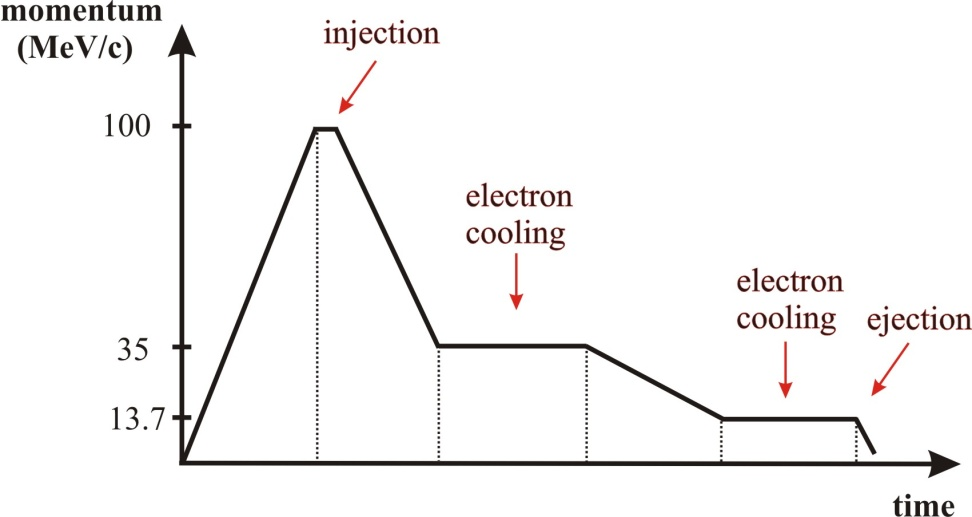 momentum
(MeV/c)
injection
100
electron
cooling
electron
cooling
ejection
35
13.7
time